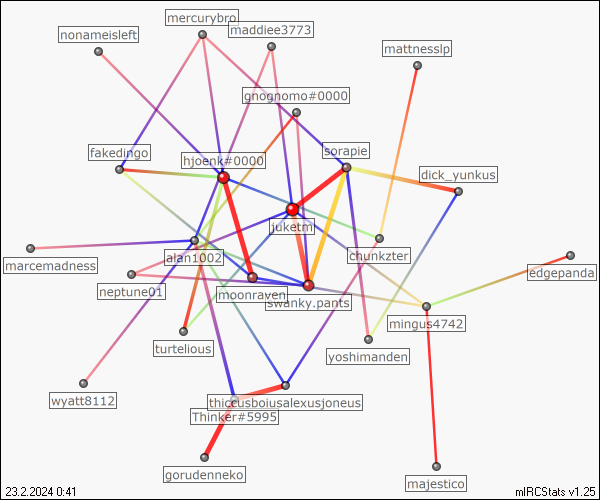 mercurybro
nonameisleft
maddiee3773
mattnesslp
gnognomo#0000
fakedingo
hjoenk#0000
sorapie
dick_yunkus
juketm
alan1002
chunkzter
marcemadness
edgepanda
neptune01
moonraven
swanky.pants
mingus4742
turtelious
yoshimanden
wyatt8112
thiccusboiusalexusjoneus
Thinker#5995
gorudenneko
majestico
23.2.2024 0:41
mIRCStats v1.25